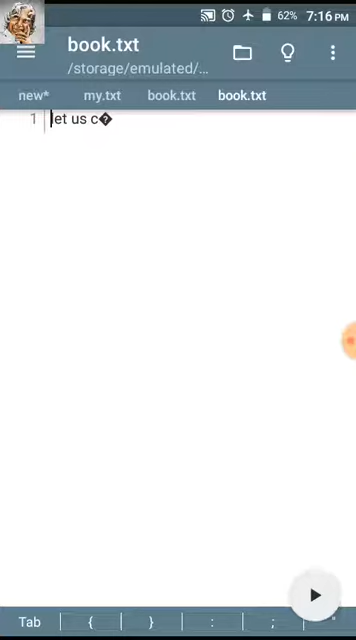 62% 7:16 PM
book.txt
/storage/emulated/...
new* my.txt book.txt book.txt
1 let us c�
Tab { } : ; "